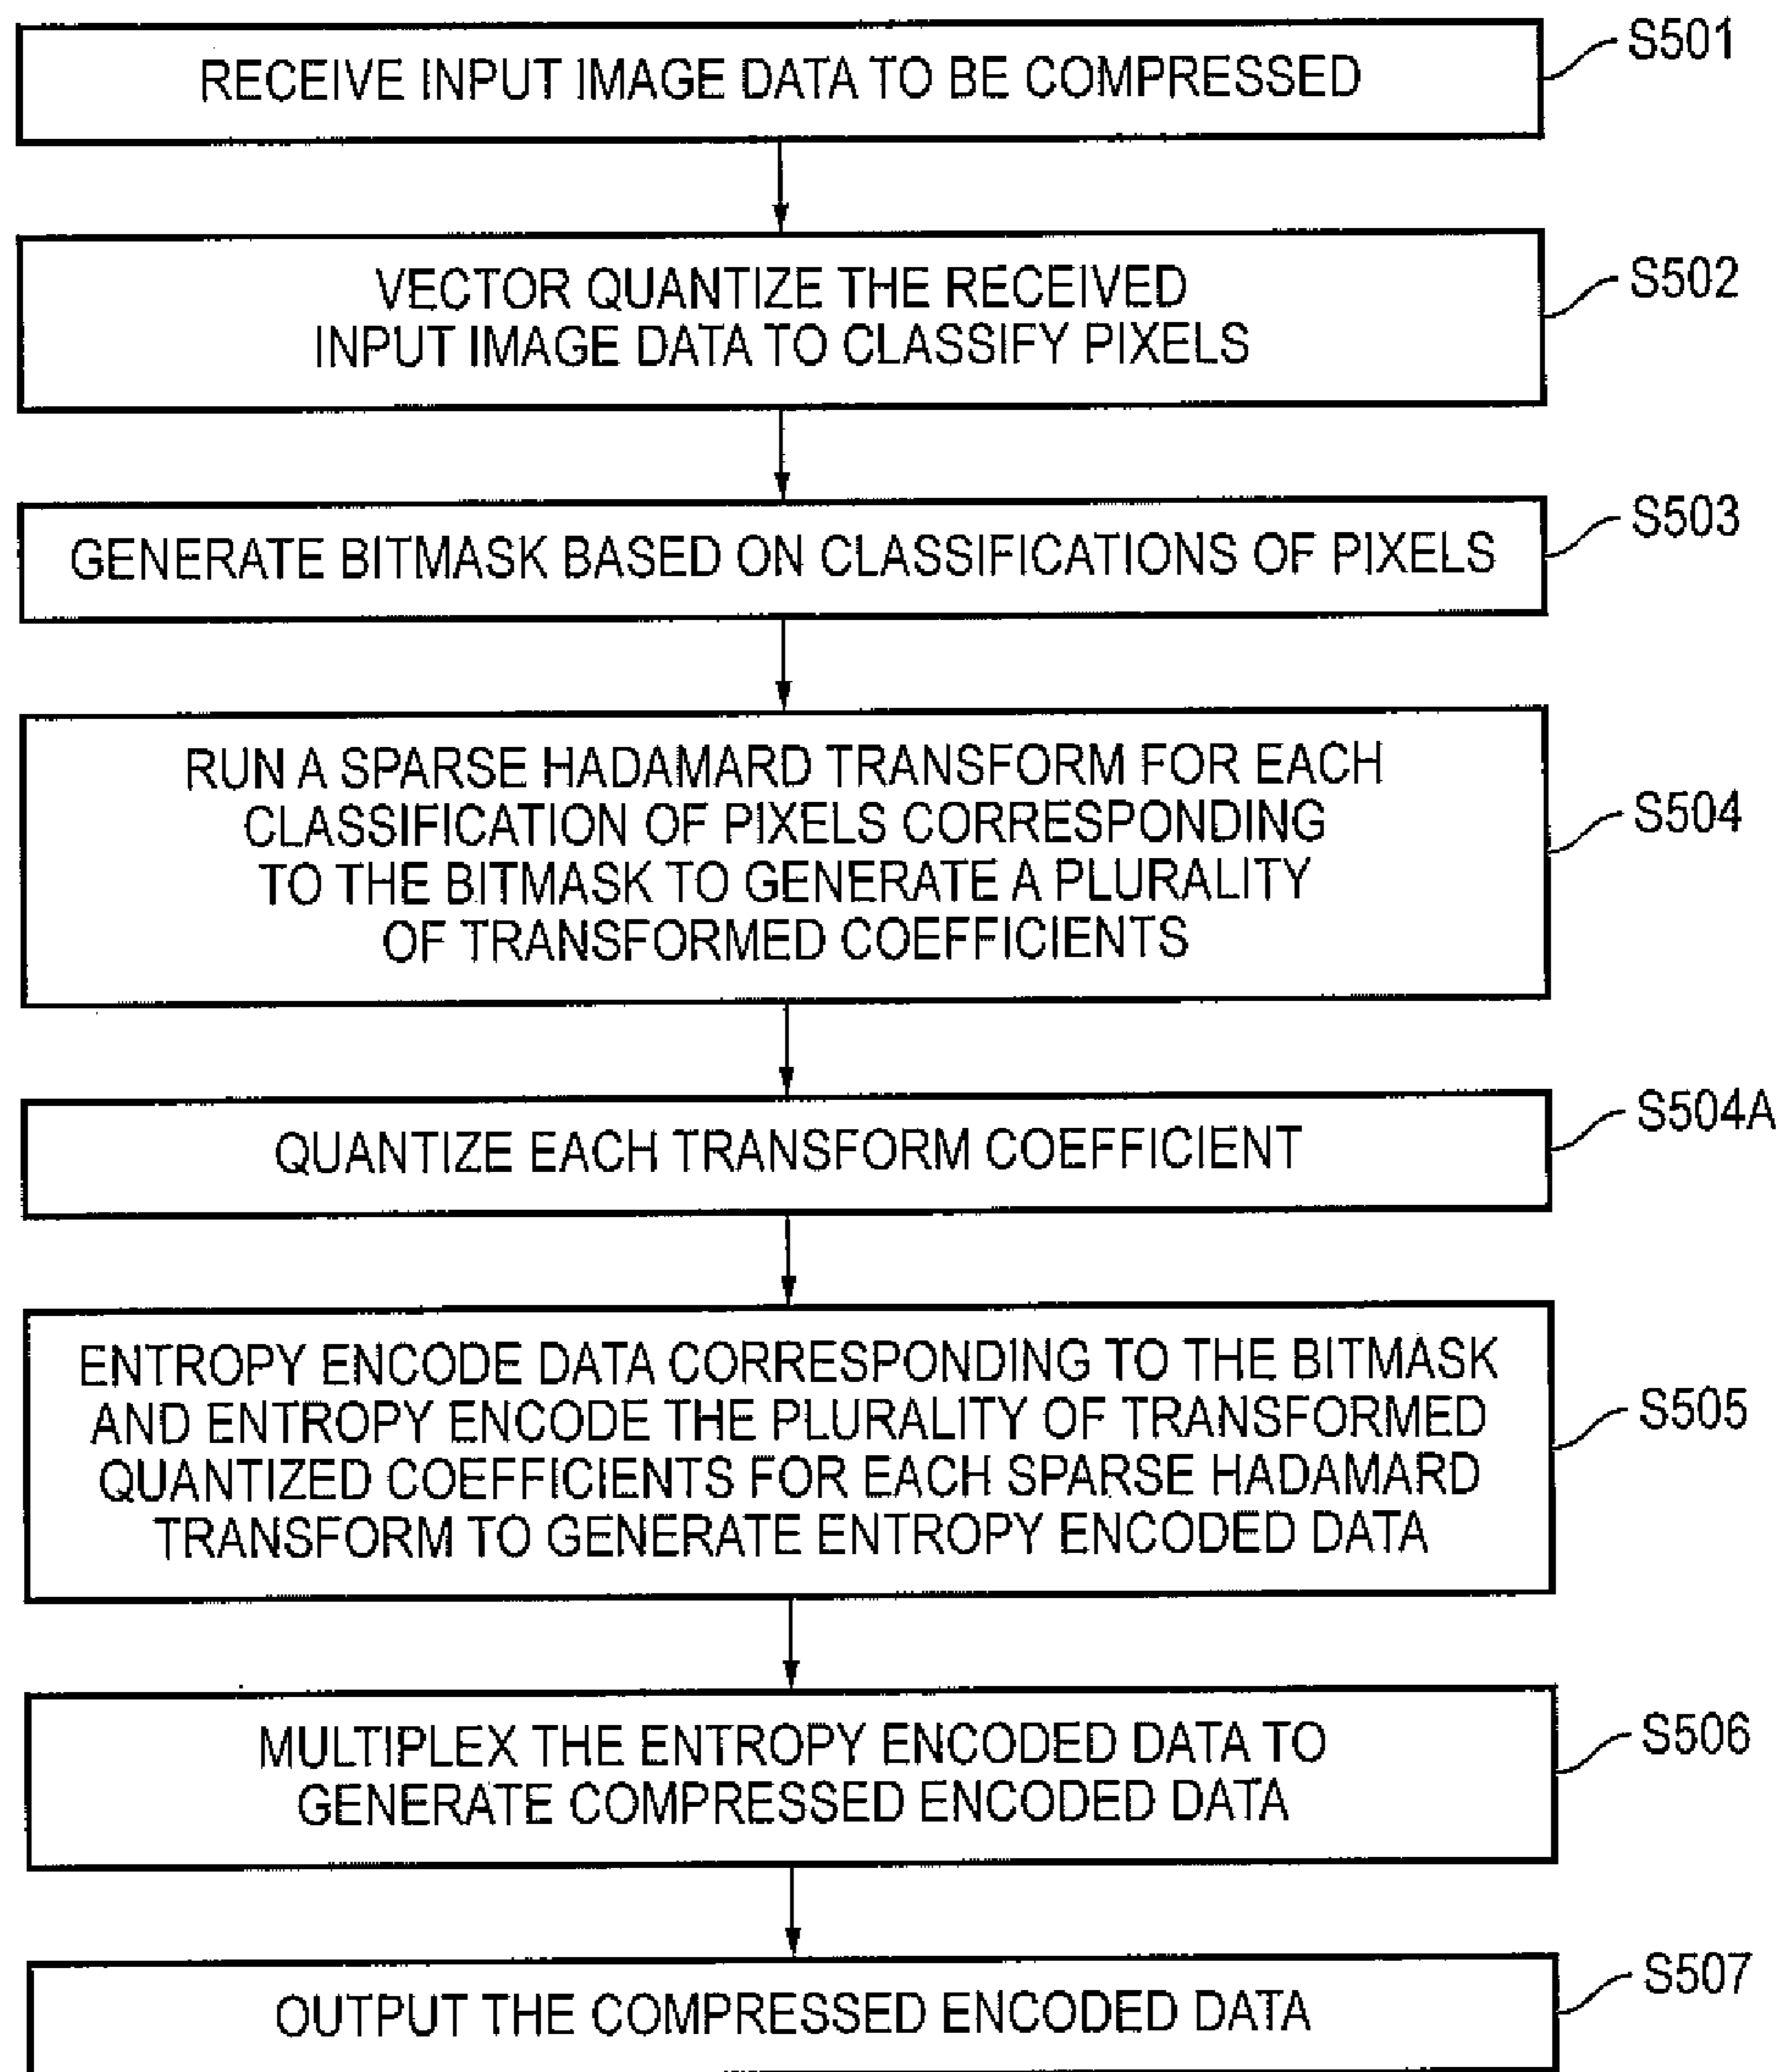 RECEIVE INPUT IMAGE DATA TO BE COMPRESSED
S501
VECTOR QUANTIZE THE RECEIVED
INPUT IMAGE DATA TO CLASSIFY PIXELS
S502
GENERATE BITMASK BASED ON CLASSIFICATIONS OF PIXELS
S503
RUN A SPARSE HADAMARD TRANSFORM FOR EACH
CLASSIFICATION OF PIXELS CORRESPONDING
TO THE BITMASK TO GENERATE A PLURALITY
OF TRANSFORMED COEFFICIENTS
S504
QUANTIZE EACH TRANSFORM COEFFICIENT
S504A
ENTROPY ENCODE DATA CORRESPONDING TO THE BITMASK
AND ENTROPY ENCODE THE PLURALITY OF TRANSFORMED
QUANTIZED COEFFICIENTS FOR EACH SPARSE HADAMARD
TRANSFORM TO GENERATE ENTROPY ENCODED DATA
S505
MULTIPLEX THE ENTROPY ENCODED DATA TO
GENERATE COMPRESSED ENCODED DATA
S506
OUTPUT THE COMPRESSED ENCODED DATA
S507